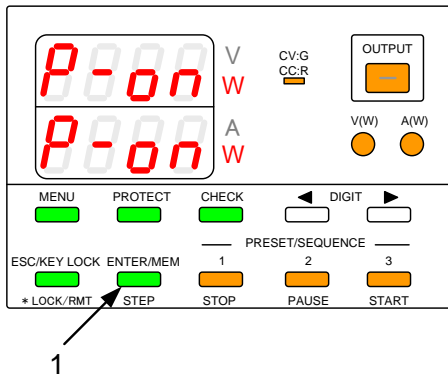 P-on V
W
P-on A
W
CV:G
CC:R
OUTPUT
V(W) A(W)
MENU PROTECT CHECK ◀ DIGIT ▶
PRESET/SEQUENCE
ESC/KEY LOCK ENTER/MEM 1 2 3
* LOCK/RMT STEP STOP PAUSE START
1